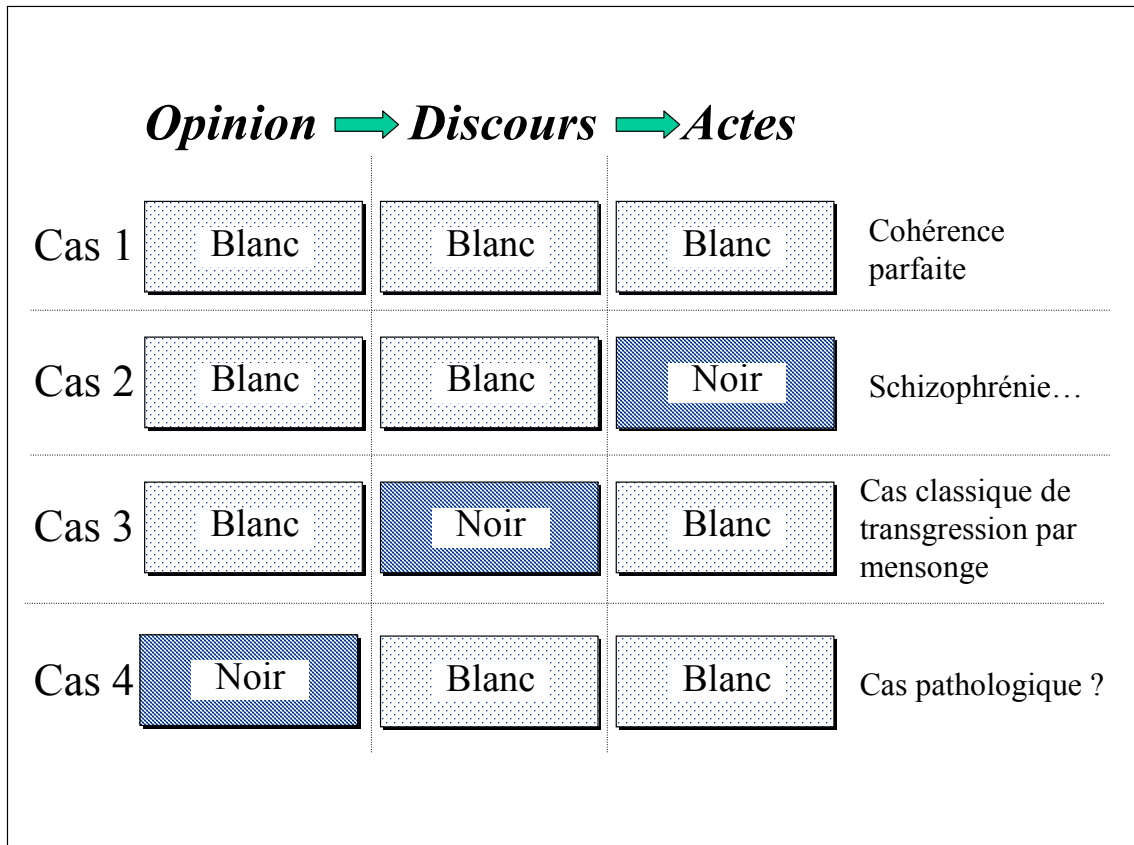 Opinion Discours Actes
Cas 1 Blanc Blanc Blanc Cohérence
parfaite
Cas 2 Blanc Blanc Noir Schizophrénie…
Cas 3 Blanc Noir Blanc Cas classique de
transgression par
mensonge
Cas 4 Noir Blanc Blanc Cas pathologique ?